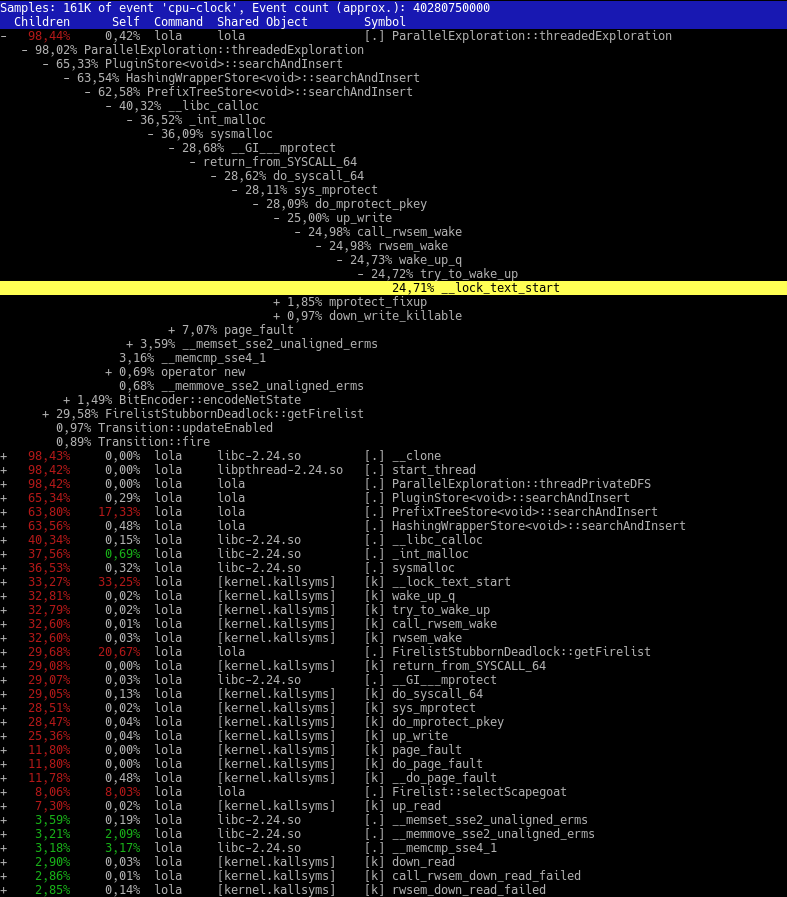 Samples: 161K of event 'cpu-clock', Event count (approx.): 40280750000
  Children      Self  Command  Shared Object       Symbol
-   98,44%     0,42%  lola     lola                [.] ParallelExploration::threadedExploration
   - 98,02% ParallelExploration::threadedExploration
      - 65,33% PluginStore<void>::searchAndInsert
         - 63,54% HashingWrapperStore<void>::searchAndInsert
            - 62,58% PrefixTreeStore<void>::searchAndInsert
               - 40,32% __libc_calloc
                  - 36,52% _int_malloc
                     - 36,09% sysmalloc
                        - 28,68% __GI___mprotect
                           - return_from_SYSCALL_64
                              - 28,62% do_syscall_64
                                 - 28,11% sys_mprotect
                                    - 28,09% do_mprotect_pkey
                                       - 25,00% up_write
                                          - 24,98% call_rwsem_wake
                                             - 24,98% rwsem_wake
                                                - 24,73% wake_up_q
                                                   - 24,72% try_to_wake_up
                                                        24,71% __lock_text_start
                                       + 1,85% mprotect_fixup
                                       + 0,97% down_write_killable
                        + 7,07% page_fault
                  + 3,59% __memset_sse2_unaligned_erms
                 3,16% __memcmp_sse4_1
               + 0,69% operator new
                 0,68% __memmove_sse2_unaligned_erms
         + 1,49% BitEncoder::encodeNetState
      + 29,58% FirelistStubbornDeadlock::getFirelist
        0,97% Transition::updateEnabled
        0,89% Transition::fire
+   98,43%     0,00%  lola     libc-2.24.so        [.] __clone
+   98,42%     0,00%  lola     libpthread-2.24.so  [.] start_thread
+   98,42%     0,00%  lola     lola                [.] ParallelExploration::threadPrivateDFS
+   65,34%     0,29%  lola     lola                [.] PluginStore<void>::searchAndInsert
+   63,80%    17,33%  lola     lola                [.] PrefixTreeStore<void>::searchAndInsert
+   63,56%     0,48%  lola     lola                [.] HashingWrapperStore<void>::searchAndInsert
+   40,34%     0,15%  lola     libc-2.24.so        [.] __libc_calloc
+   37,56%     0,69%  lola     libc-2.24.so        [.] _int_malloc
+   36,53%     0,32%  lola     libc-2.24.so        [.] sysmalloc
+   33,27%    33,25%  lola     [kernel.kallsyms]   [k] __lock_text_start
+   32,81%     0,02%  lola     [kernel.kallsyms]   [k] wake_up_q
+   32,79%     0,02%  lola     [kernel.kallsyms]   [k] try_to_wake_up
+   32,60%     0,01%  lola     [kernel.kallsyms]   [k] call_rwsem_wake
+   32,60%     0,03%  lola     [kernel.kallsyms]   [k] rwsem_wake
+   29,68%    20,67%  lola     lola                [.] FirelistStubbornDeadlock::getFirelist
+   29,08%     0,00%  lola     [kernel.kallsyms]   [k] return_from_SYSCALL_64
+   29,07%     0,03%  lola     libc-2.24.so        [.] __GI___mprotect
+   29,05%     0,13%  lola     [kernel.kallsyms]   [k] do_syscall_64
+   28,51%     0,02%  lola     [kernel.kallsyms]   [k] sys_mprotect
+   28,47%     0,04%  lola     [kernel.kallsyms]   [k] do_mprotect_pkey
+   25,36%     0,04%  lola     [kernel.kallsyms]   [k] up_write
+   11,80%     0,00%  lola     [kernel.kallsyms]   [k] page_fault
+   11,80%     0,00%  lola     [kernel.kallsyms]   [k] do_page_fault
+   11,78%     0,48%  lola     [kernel.kallsyms]   [k] __do_page_fault
+    8,06%     8,03%  lola     lola                [.] Firelist::selectScapegoat
+    7,30%     0,02%  lola     [kernel.kallsyms]   [k] up_read
+    3,59%     0,19%  lola     libc-2.24.so        [.] __memset_sse2_unaligned_erms
+    3,21%     2,09%  lola     libc-2.24.so        [.] __memmove_sse2_unaligned_erms
+    3,18%     3,17%  lola     libc-2.24.so        [.] __memcmp_sse4_1
+    2,90%     0,03%  lola     [kernel.kallsyms]   [k] down_read
+    2,86%     0,01%  lola     [kernel.kallsyms]   [k] call_rwsem_down_read_failed
+    2,85%     0,14%  lola     [kernel.kallsyms]   [k] rwsem_down_read_failed